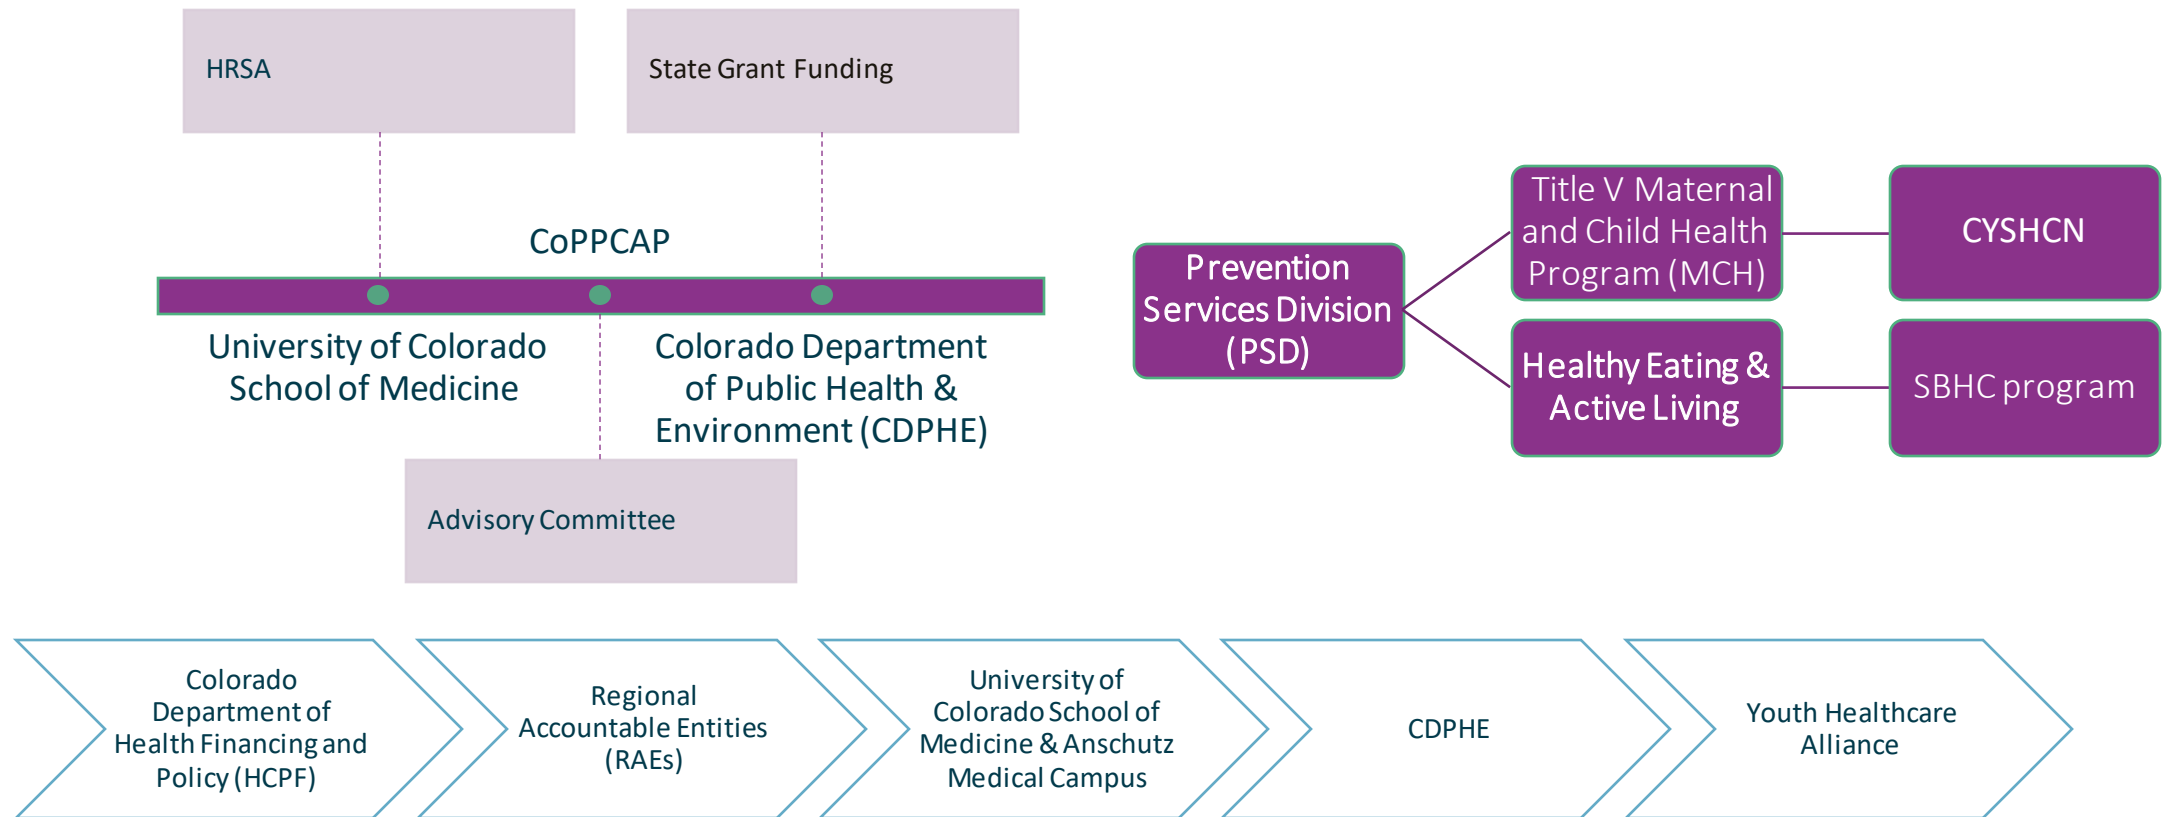 HRSA
State Grant Funding
CoPPCAP
University of Colorado
School of Medicine
Colorado Department
of Public Health &
Environment (CDPHE)
Advisory Committee
Prevention
Services Division
(PSD)
Title V Maternal
and Child Health
Program (MCH)
CYSHCN
Healthy Eating &
Active Living
SBHC program
Colorado
Department of
Health Financing and
Policy (HCPF)
Regional
Accountable Entities
(RAEs)
University of
Colorado School of
Medicine & Anschutz
Medical Campus
CDPHE
Youth Healthcare
Alliance